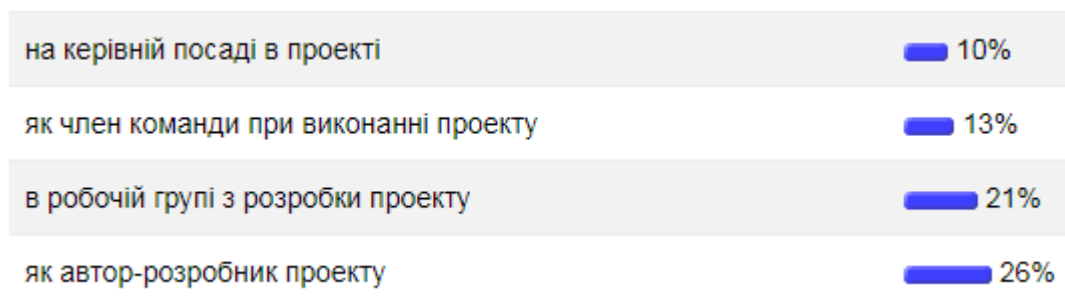 на керівній посаді в проекті 10%
як член команди при виконанні проекту 13%
в робочій групі з розробки проекту 21%
як автор-розробник проекту 26%